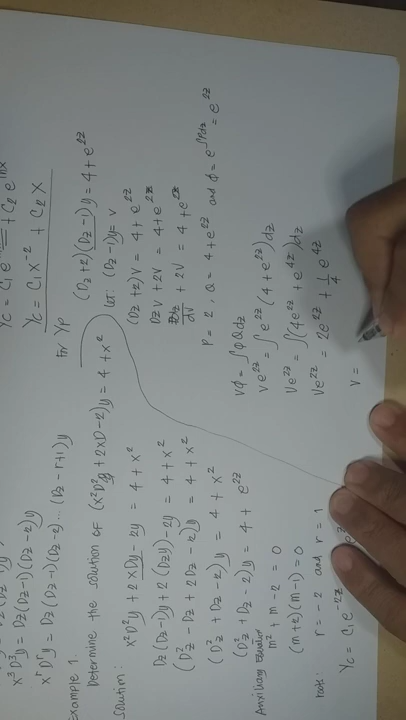 x³D³y = Dz(Dz-1)(Dz-2)y
xʳDʳy = Dz(Dz-1)(Dz-2)...(Dz-r+1)y
Example 1.
Determine the solution of (x²D²y + 2xD-2)y = 4+x²
Solution:
x²D²y + 2xDy - 2y = 4+x²
Dz(Dz-1)y + 2(Dzy) - 2y = 4+x²
(Dz² - Dz + 2Dz - 2)y = 4+x²
(Dz² + Dz - 2)y = 4+x²
(Dz² + Dz - 2)y = 4+e²ᶻ
Auxiliary Equation
m² + m - 2 = 0
(m+2)(m-1) = 0
roots: r = -2 and r = 1
Yc = C₁e⁻²ᶻ
Yc = C₁x⁻² + C₂x
For Yp
(Dz+2)(Dz-1)y = 4+e²ᶻ
Let: (Dz-1)y = V
(Dz+2)V = 4+e²ᶻ
DzV + 2V = 4+e²ᶻ
+ 2V = 4+e²ᶻ
P = 2, Q = 4+e²ᶻ and φ = e^∫Pdz = e²ᶻ
Vφ = ∫φQdz
Ve²ᶻ = ∫e²ᶻ(4+e²ᶻ)dz
Ve²ᶻ = ∫(4e²ᶻ + e⁴ᶻ)dz
Ve²ᶻ = 2e²ᶻ + 1/4 e⁴ᶻ
V =